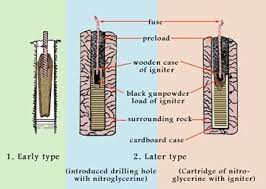 fuse
preload
wooden case
of igniter
black gunpowder
load of igniter
surrounding rock
cardboard case
1. Early type
2. Later type
(introduced drilling hole
with nitroglycerine)
(Cartridge of nitro-
glycerine with igniter)